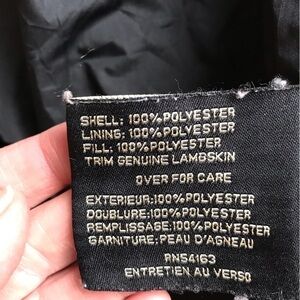 SHELL: 100% POLYESTER
LINING: 100% POLYESTER
FILL: 100% POLYESTER
TRIM GENUINE LAMBSKIN
OVER FOR CARE
EXTERIEUR:100%POLYESTER
DOUBLURE:100%POLYESTER
REMPLISSAGE:100%POLYESTER
GARNITURE: PEAU D'AGNEAU
RN54163
ENTRETIEN AU VERSO